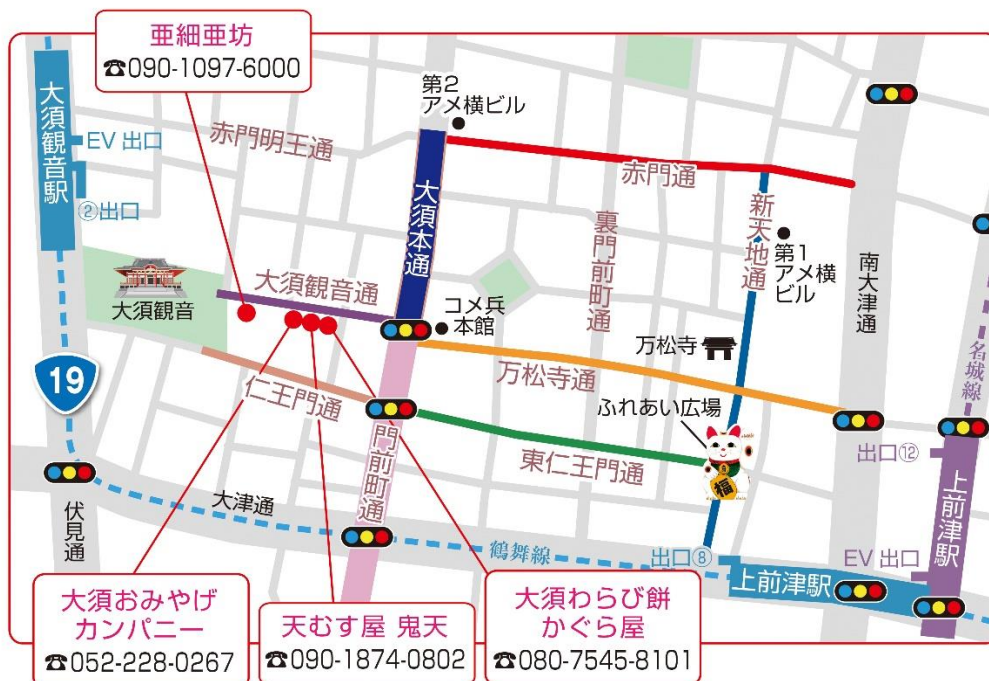 亜細亜坊
☎090-1097-6000
大須観音駅
EV 出口
②出口
赤門明王通
第2
アメ横ビル
大須本通
赤門通
裏門前町通
新天地通
第1
アメ横
ビル
南大津通
大須観音
大須観音通
コメ兵
本館
万松寺
万松寺通
名城線
19
仁王門通
ふれあい広場
福
東仁王門通
出口⑫
門前町通
伏見通
大津通
鶴舞線
出口⑧
上前津駅
EV 出口
上前津駅
大須おみやげ
カンパニー
☎052-228-0267
天むす屋 鬼天
☎090-1874-0802
大須わらび餅
かぐら屋
☎080-7545-8101